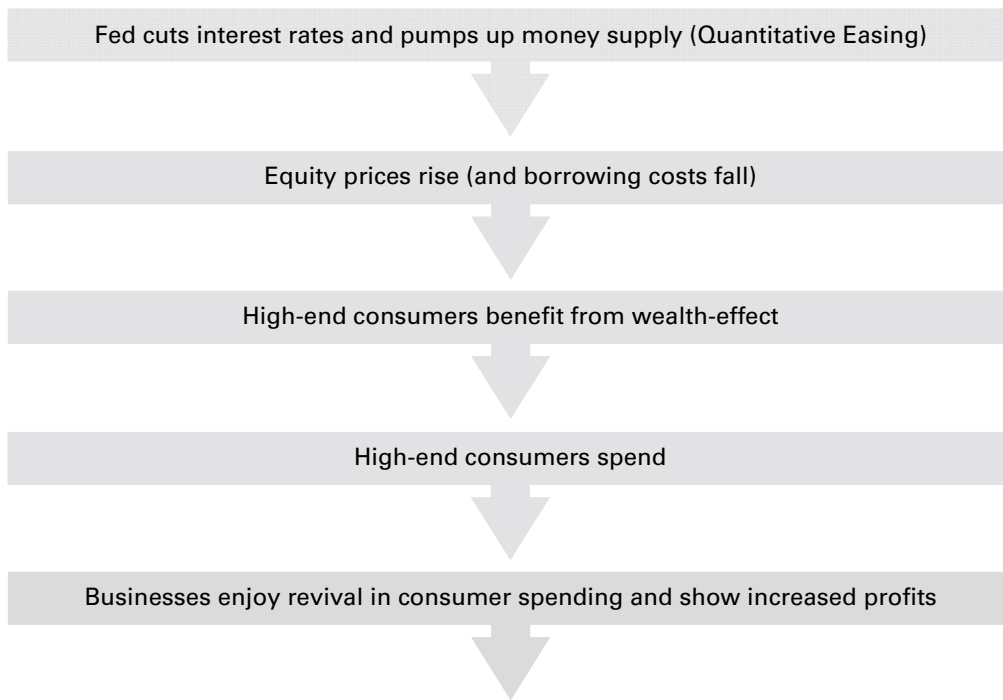 Fed cuts interest rates and pumps up money supply (Quantitative Easing)
Equity prices rise (and borrowing costs fall)
High-end consumers benefit from wealth-effect
High-end consumers spend
Businesses enjoy revival in consumer spending and show increased profits